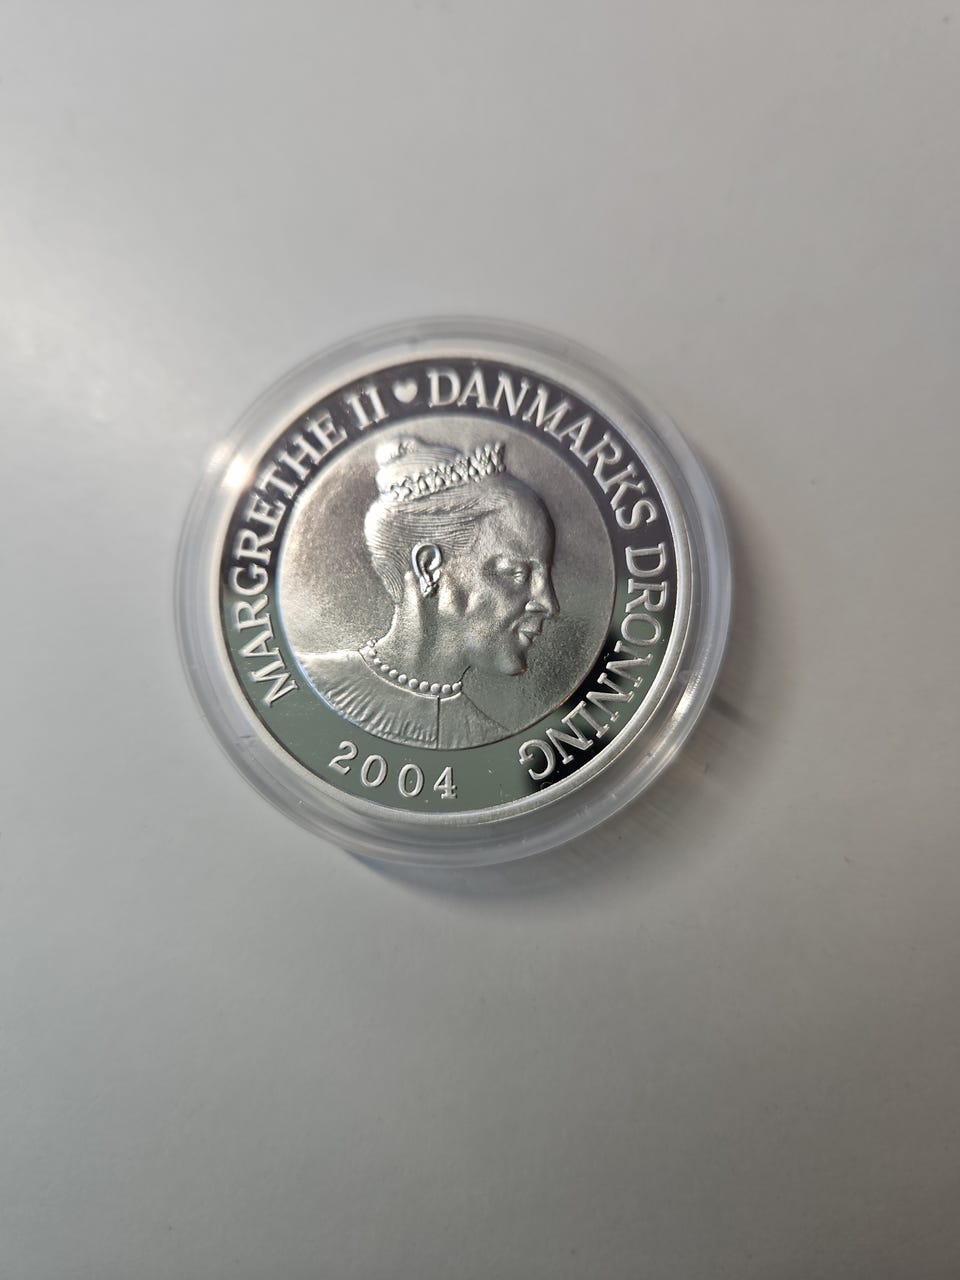 MARGRETHE II ♥ DANMARKS DRONNING
2004